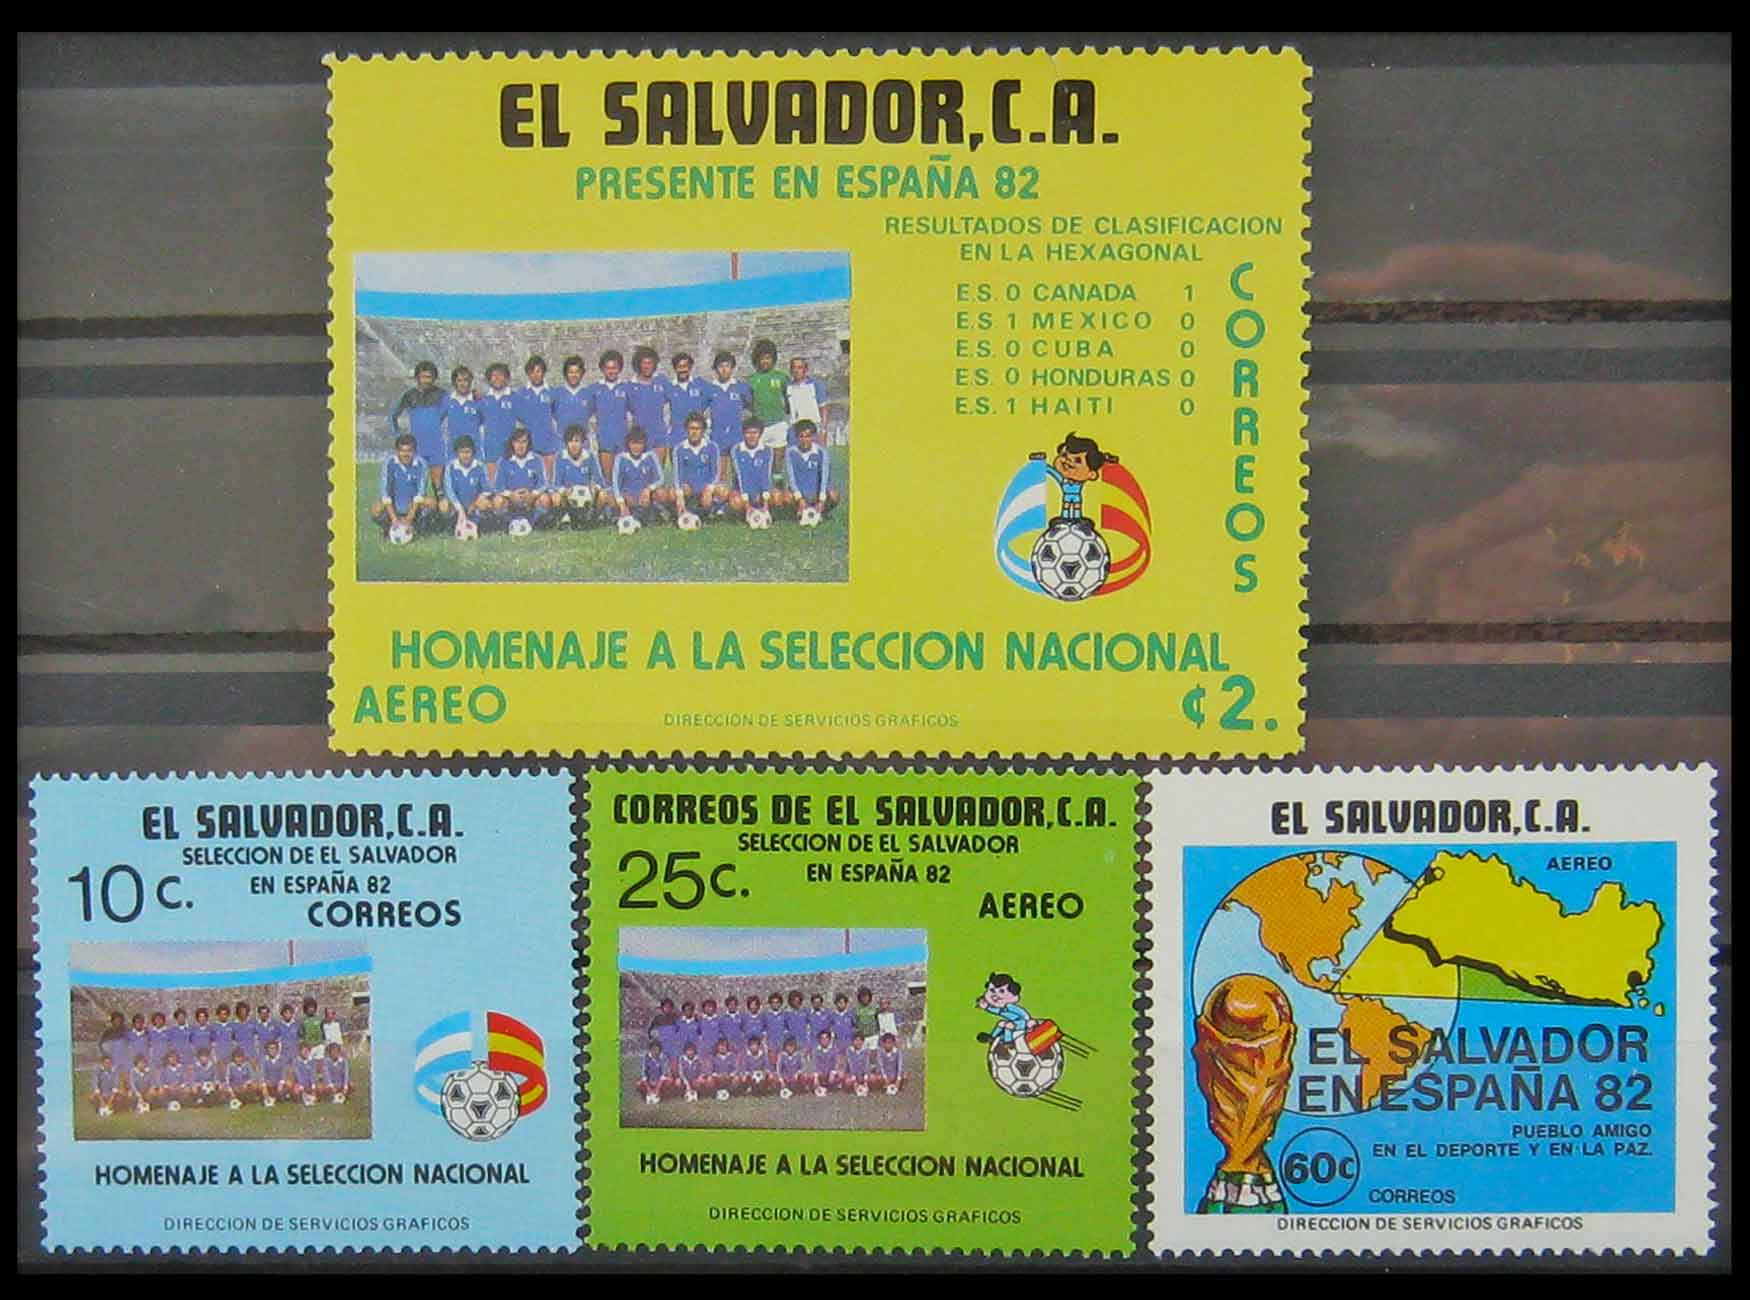 EL SALVADOR, C.A.
PRESENTE EN ESPAÑA 82
RESULTADOS DE CLASIFICACION
EN LA HEXAGONAL
E.S. 0 CANADA 1
E.S. 1 MEXICO 0
E.S. 0 CUBA 0
E.S. 0 HONDURAS 0
E.S. 1 HAITI 0
CORREOS
HOMENAJE A LA SELECCION NACIONAL
AEREO
DIRECCION DE SERVICIOS GRAFICOS
¢2.
EL SALVADOR, C.A.
SELECCION DE EL SALVADOR
10c.
EN ESPAÑA 82
CORREOS
HOMENAJE A LA SELECCION NACIONAL
DIRECCION DE SERVICIOS GRAFICOS
CORREOS DE EL SALVADOR, C.A.
SELECCION DE EL SALVADOR
25c.
EN ESPAÑA 82
AEREO
HOMENAJE A LA SELECCION NACIONAL
DIRECCION DE SERVICIOS GRAFICOS
EL SALVADOR, C.A.
AEREO
EL SALVADOR
EN ESPAÑA 82
PUEBLO AMIGO
EN EL DEPORTE Y EN LA PAZ.
60c
CORREOS
DIRECCION DE SERVICIOS GRAFICOS